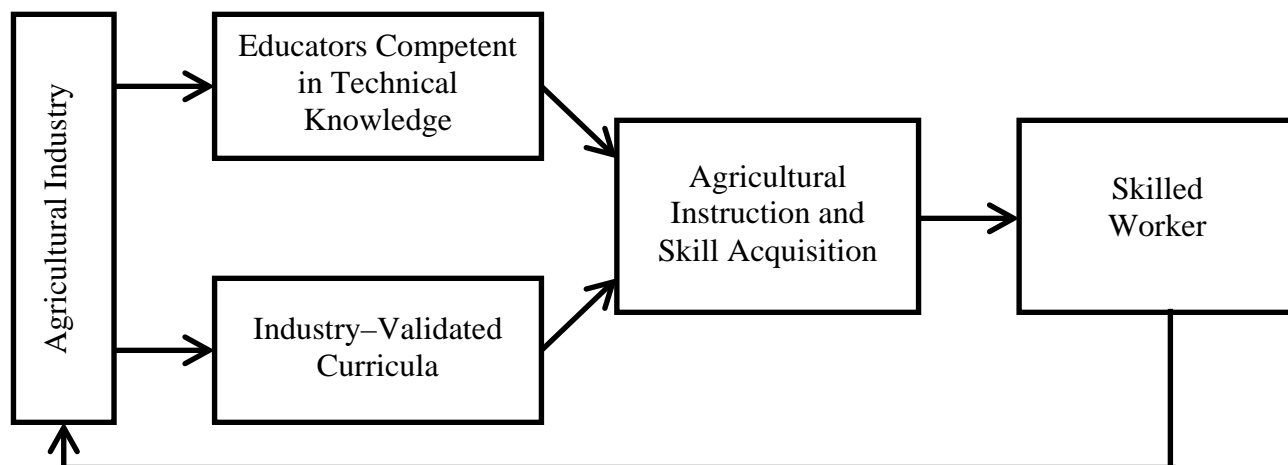 Agricultural Industry
Educators Competent
in Technical
Knowledge
Industry–Validated
Curricula
Agricultural
Instruction and
Skill Acquisition
Skilled
Worker